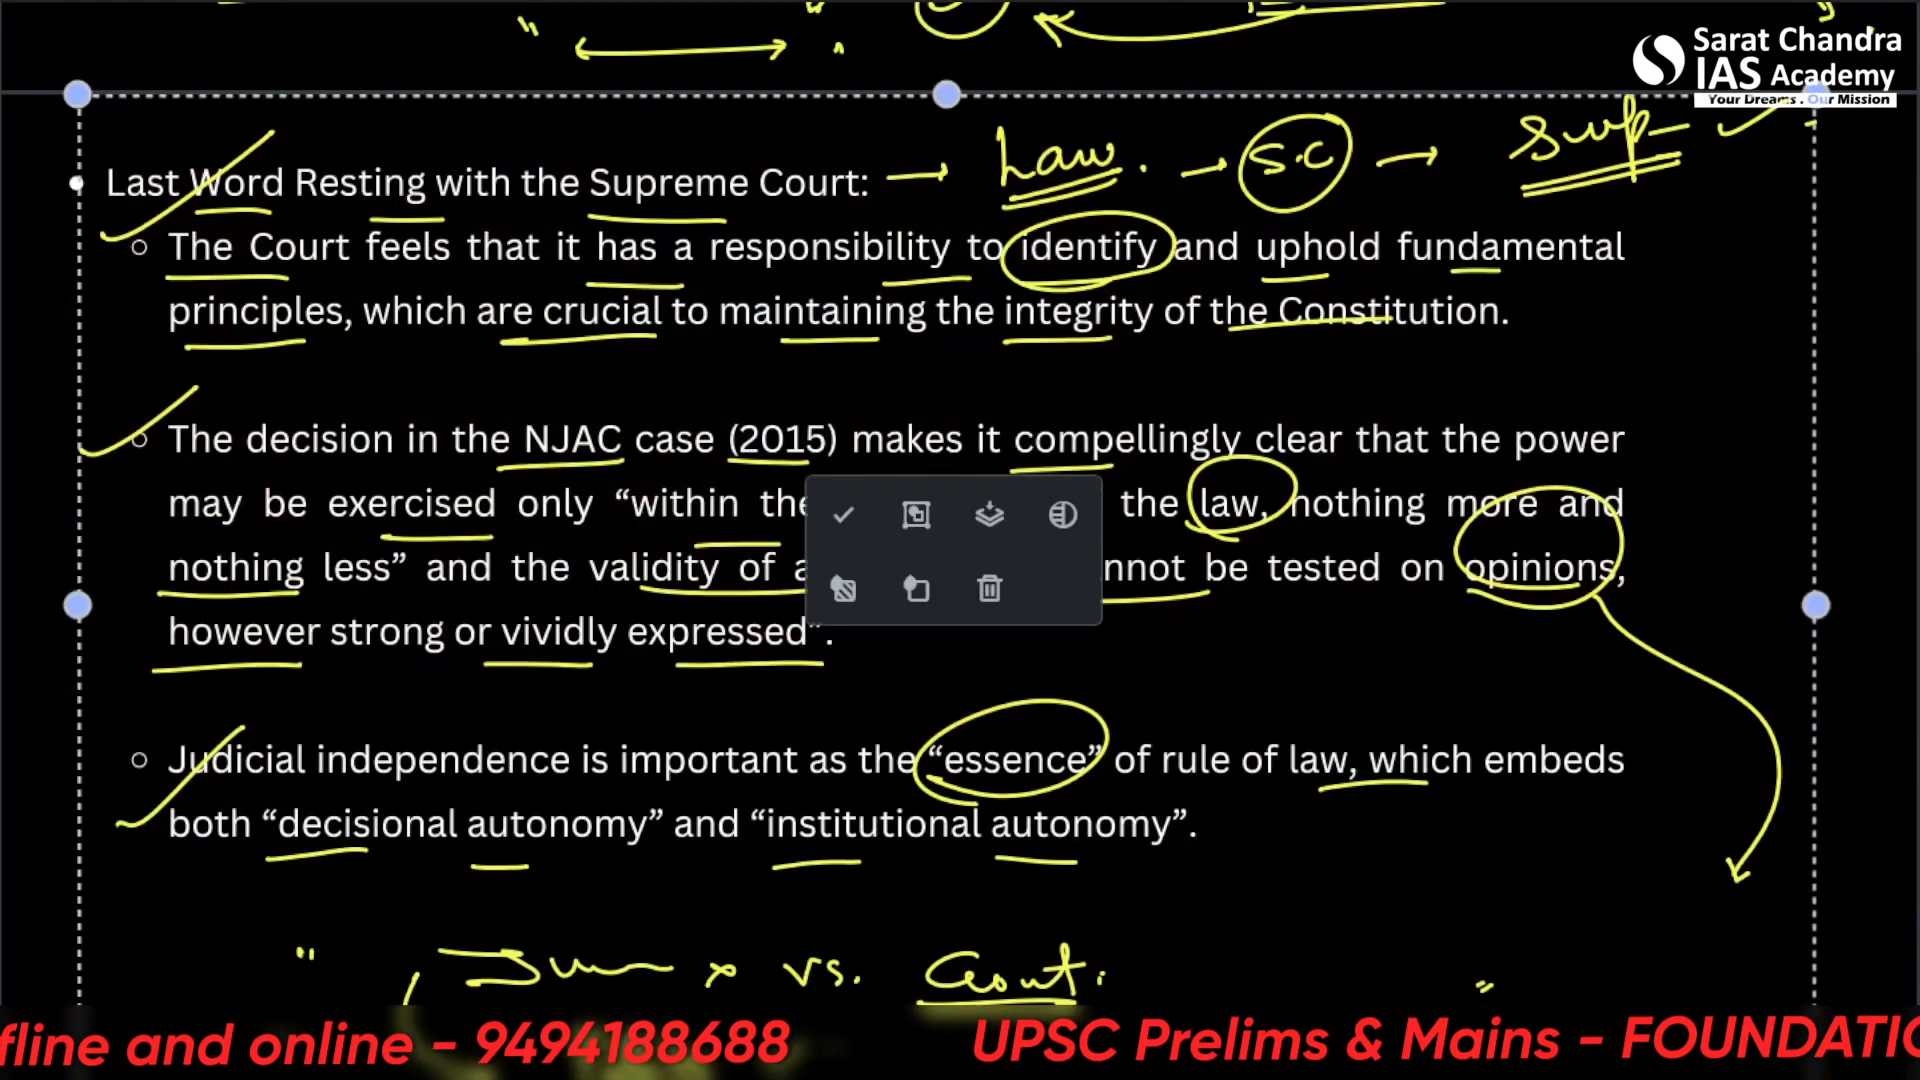 Sarat Chandra
IAS Academy
Your Dreams . Our Mission
Last Word Resting with the Supreme Court: → Law. → S.C →
The Court feels that it has a responsibility to identify and uphold fundamental
principles, which are crucial to maintaining the integrity of the Constitution.
The decision in the NJAC case (2015) makes it compellingly clear that the power
may be exercised only “within the the law, nothing more and
nothing less” and the validity of a nnot be tested on opinions,
however strong or vividly expressed”.
Judicial independence is important as the “essence” of rule of law, which embeds
both “decisional autonomy” and “institutional autonomy”.
vs. Govt.
fline and online - 9494188688 UPSC Prelims & Mains - FOUNDATIO